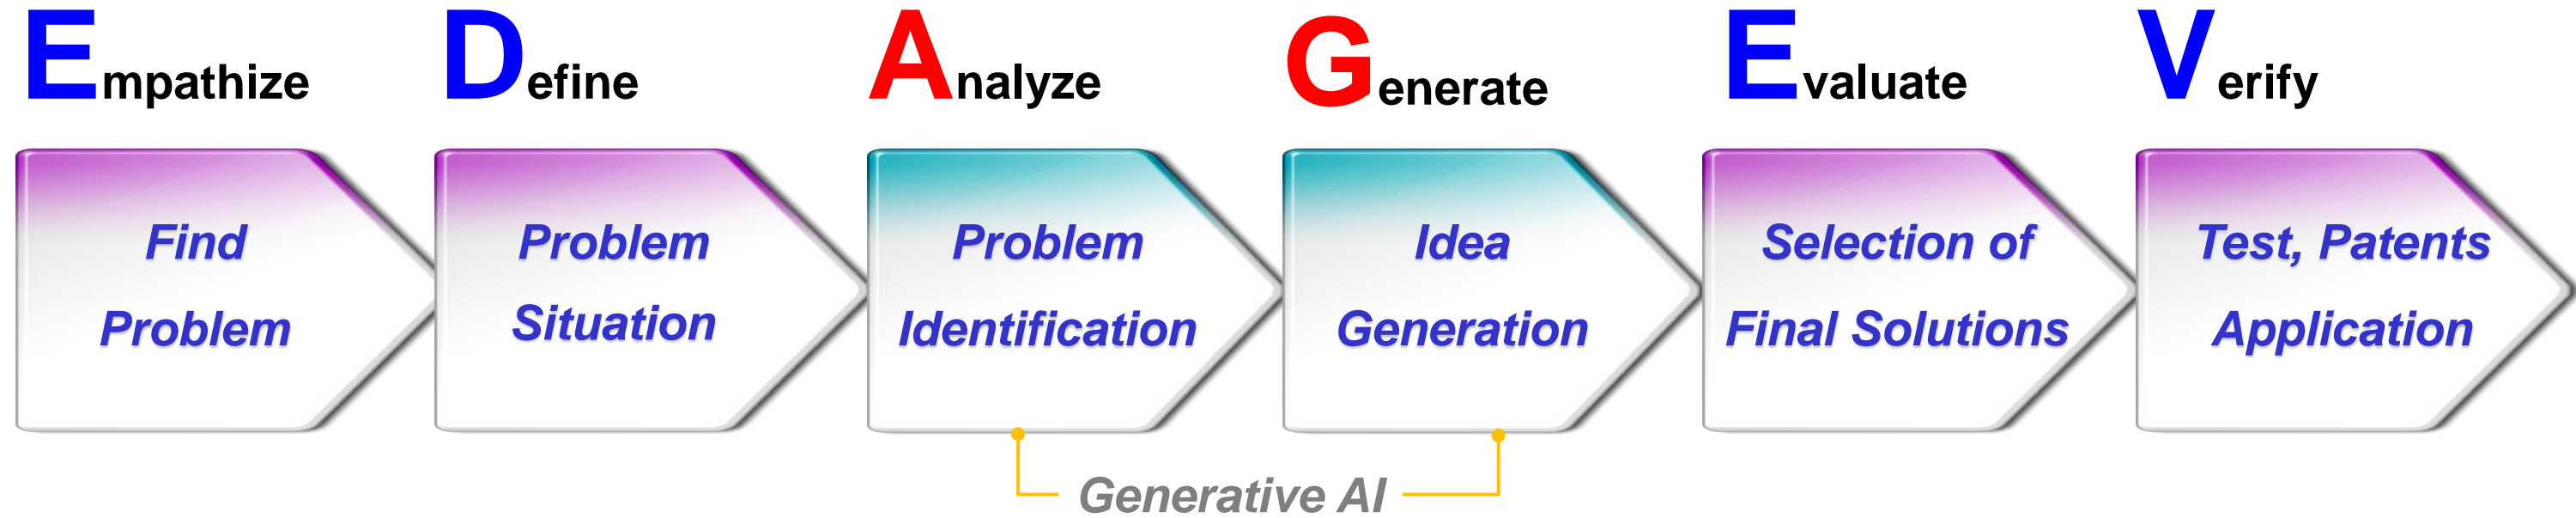 Empathize Define Analyze Generate Evaluate Verify
Find
Problem
Problem
Situation
Problem
Identification
Idea
Generation
Selection of
Final Solutions
Test, Patents
Application
Generative AI